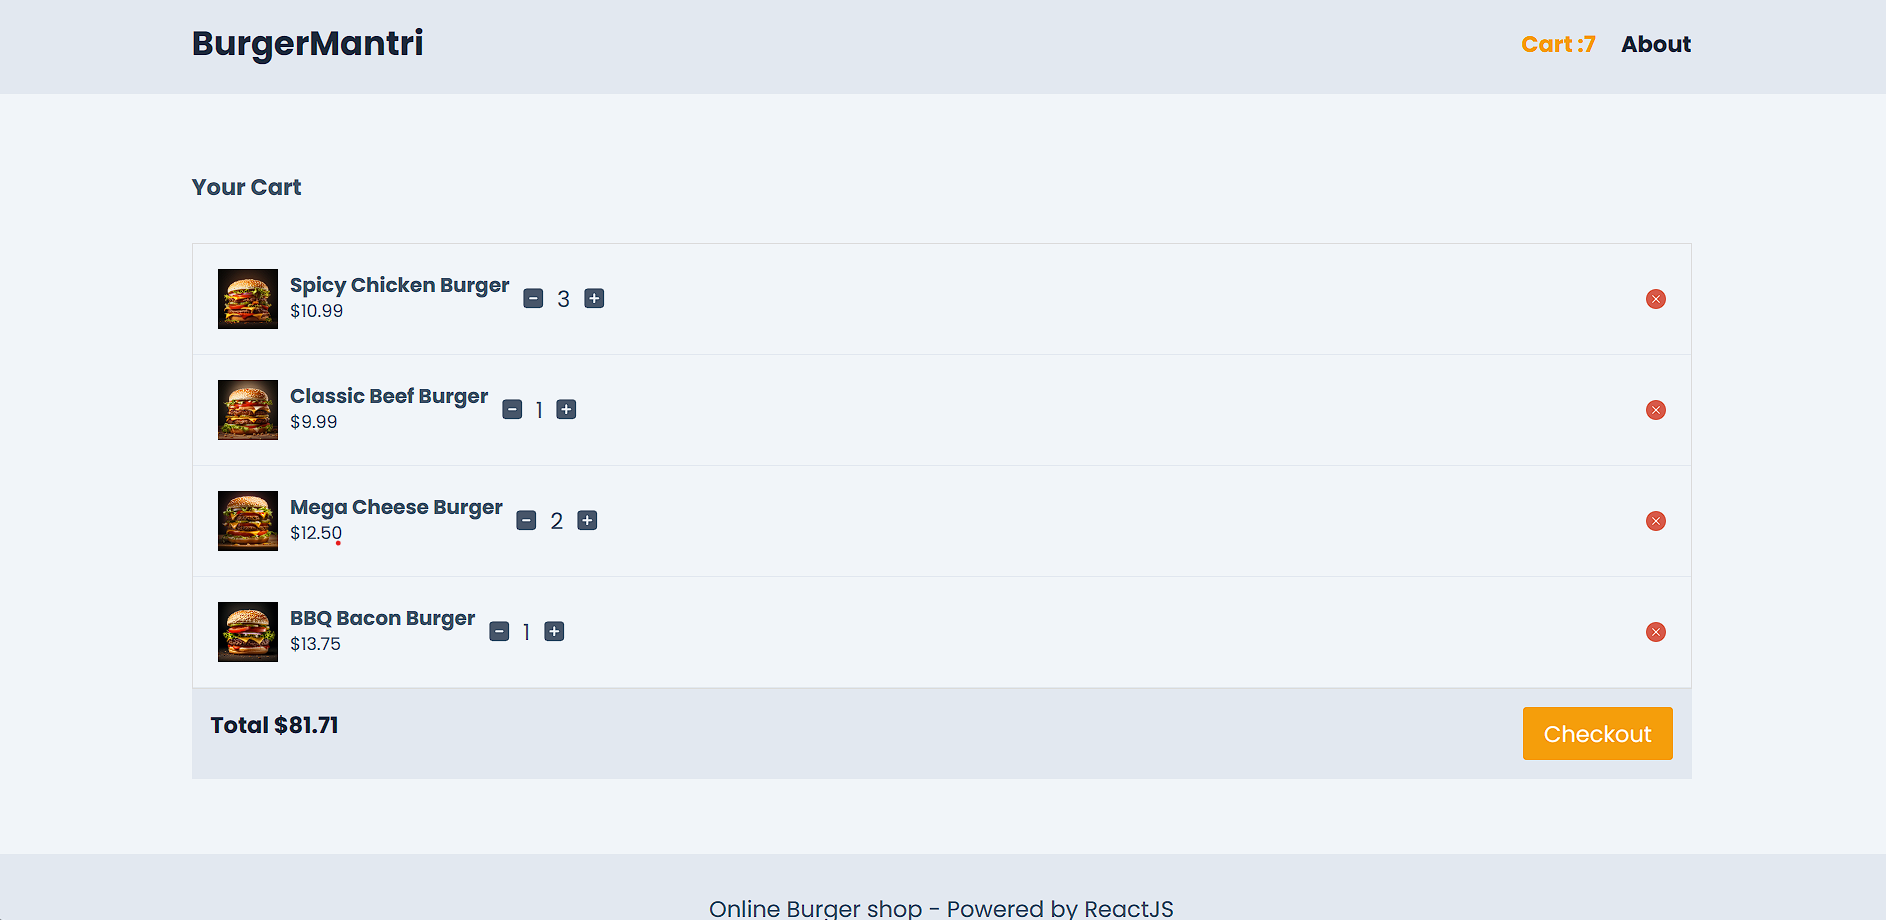 BurgerMantri
Cart :7 About
Your Cart
Spicy Chicken Burger
$10.99
- 3 +
Classic Beef Burger
$9.99
- 1 +
Mega Cheese Burger
$12.50
- 2 +
BBQ Bacon Burger
$13.75
- 1 +
Total $81.71
Checkout
Online Burger shop - Powered by ReactJS